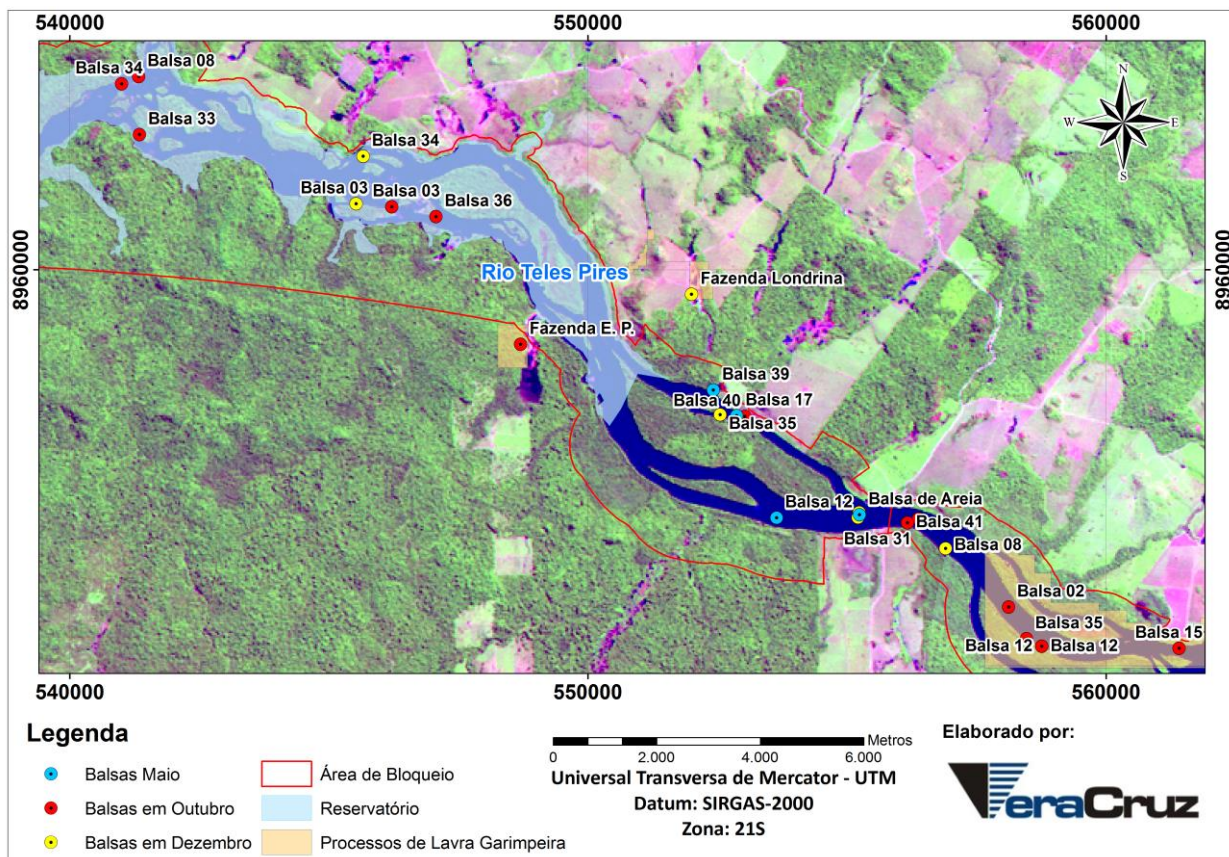 540000
550000
560000
Balsa 08
Balsa 34
Balsa 33
N
W
E
S
Balsa 34
Balsa 03
Balsa 03
Balsa 36
8960000
8960000
Rio Teles Pires
Fazenda Londrina
Fazenda E. P.
Balsa 39
Balsa 40
Balsa 17
Balsa 35
Balsa 12
Balsa de Areia
Balsa 31
Balsa 41
Balsa 08
Balsa 02
Balsa 35
Balsa 12
Balsa 12
Balsa 15
540000
550000
560000
Legenda
Balsas Maio
Balsas em Outubro
Balsas em Dezembro
Área de Bloqueio
Reservatório
Processos de Lavra Garimpeira
Metros
0 2.000 4.000 6.000
Universal Transversa de Mercator - UTM
Datum: SIRGAS-2000
Zona: 21S
Elaborado por:
VeraCruz